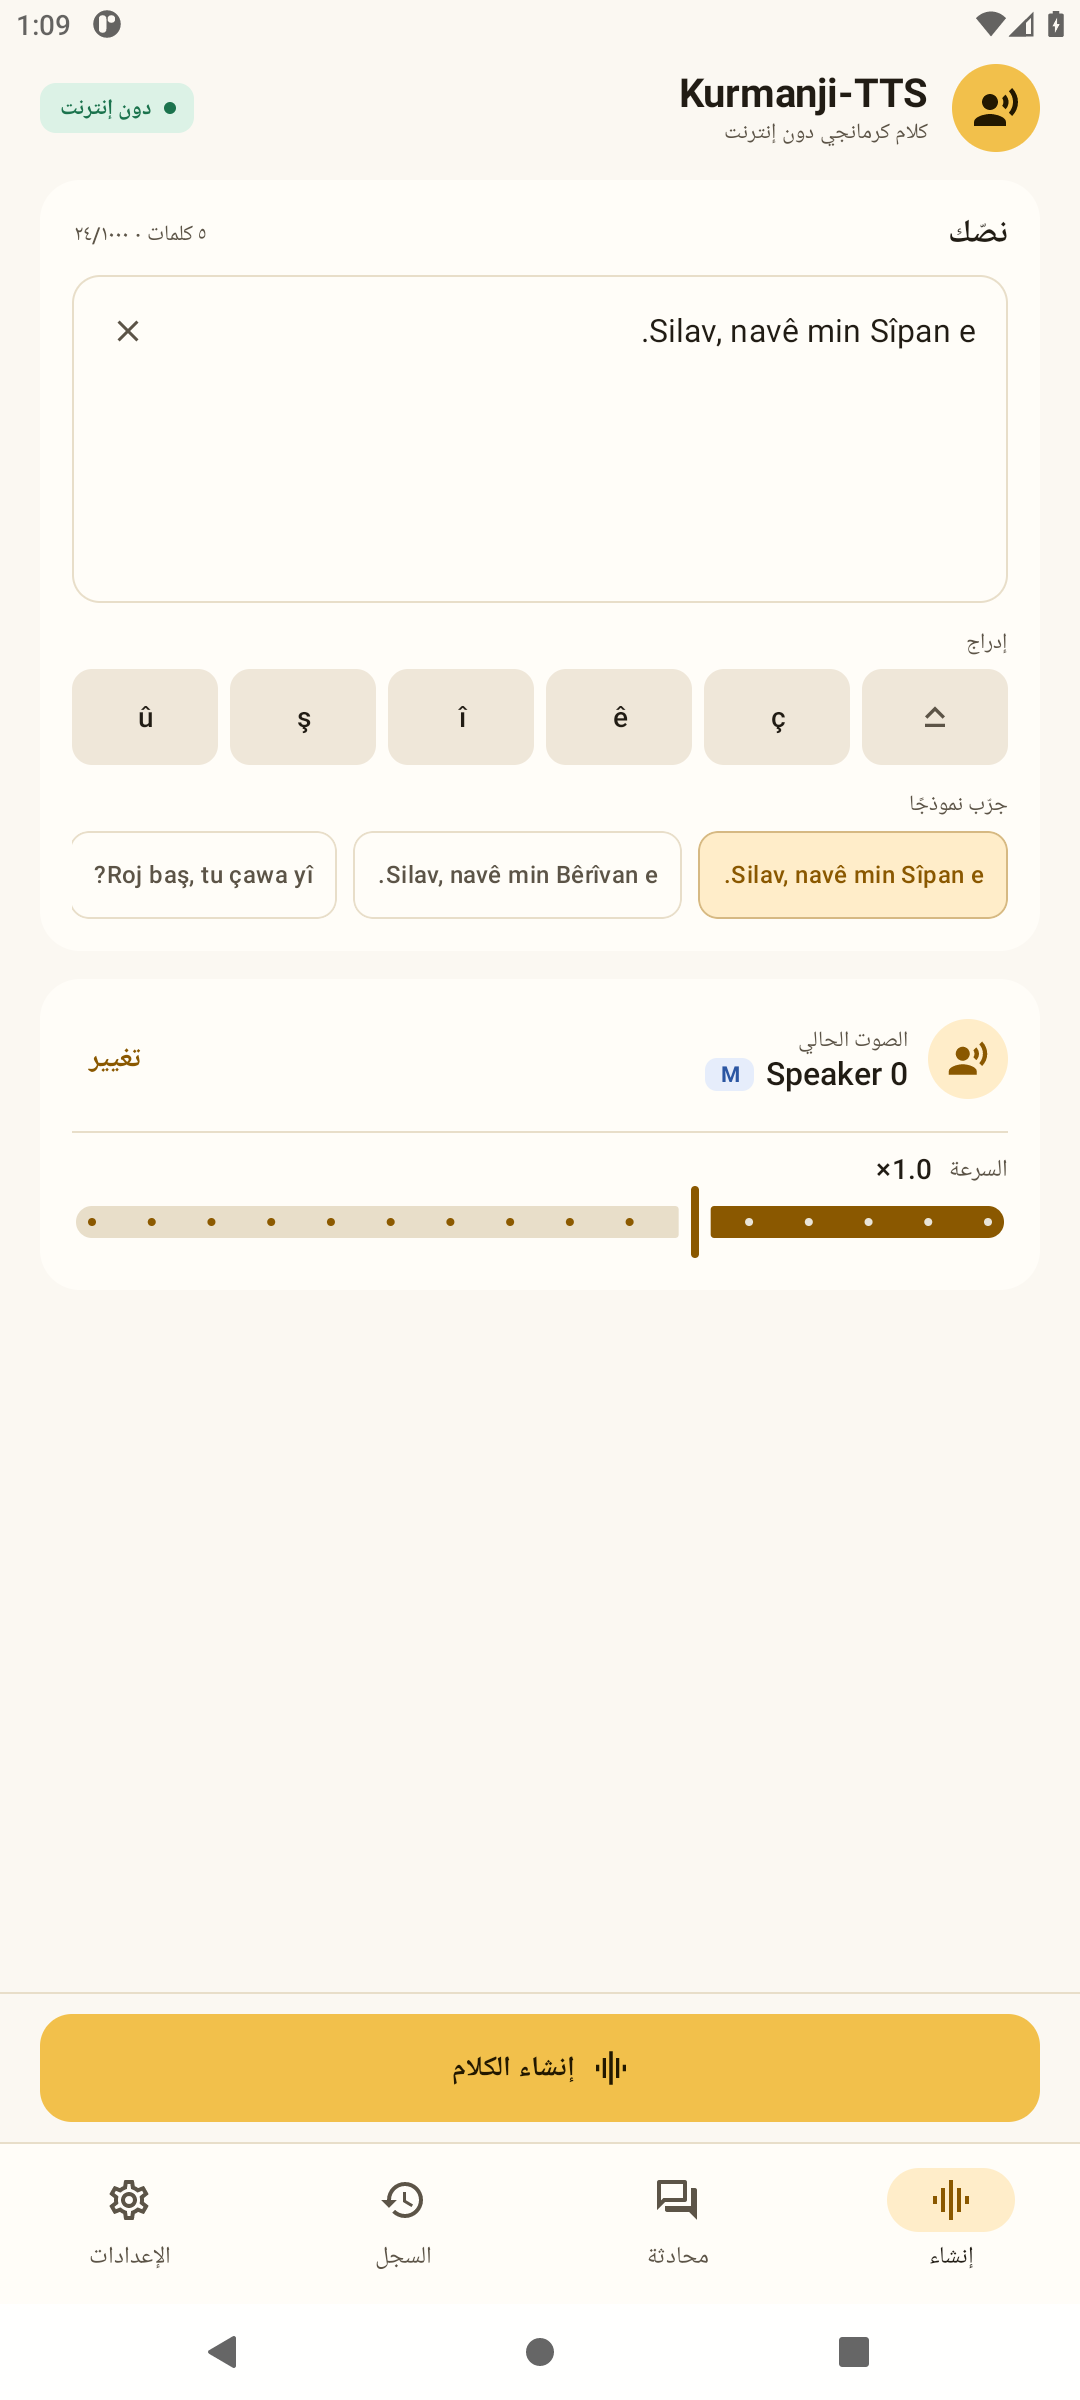 1:09
Kurmanji-TTS
كلام كرمانجي دون إنترنت
دون إنترنت
نصّك
٥ كلمات · ٢٤/١٠٠٠
Silav, navê min Sîpan e.
إدراج
ç ê î ş û
جرّب نموذجًا
Silav, navê min Sîpan e.
Silav, navê min Bêrîvan e.
Roj baş, tu çawa yî?
الصوت الحالي
Speaker 0 M
تغيير
السرعة 1.0×
إنشاء الكلام
إنشاء
محادثة
السجل
الإعدادات